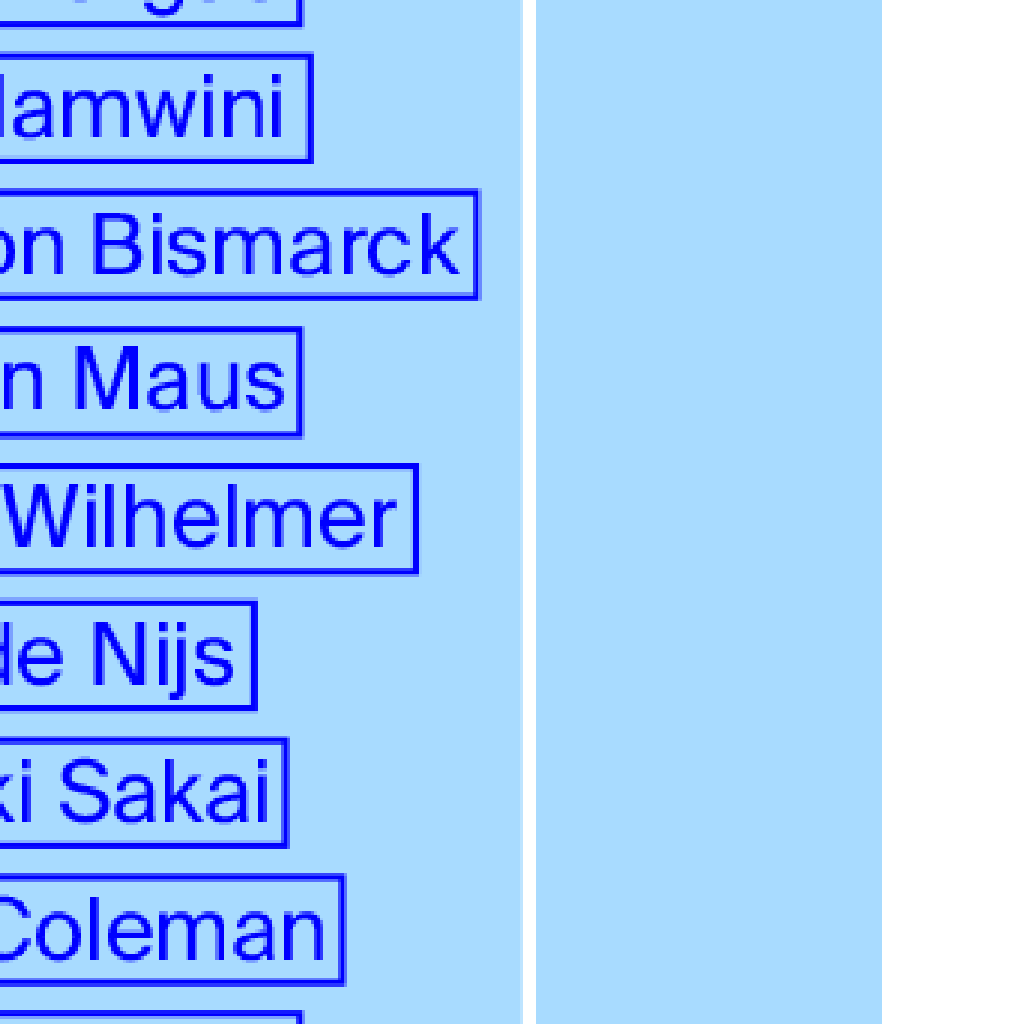 lamwini
on Bismarck
n Maus
Wilhelmer
de Nijs
ki Sakai
Coleman